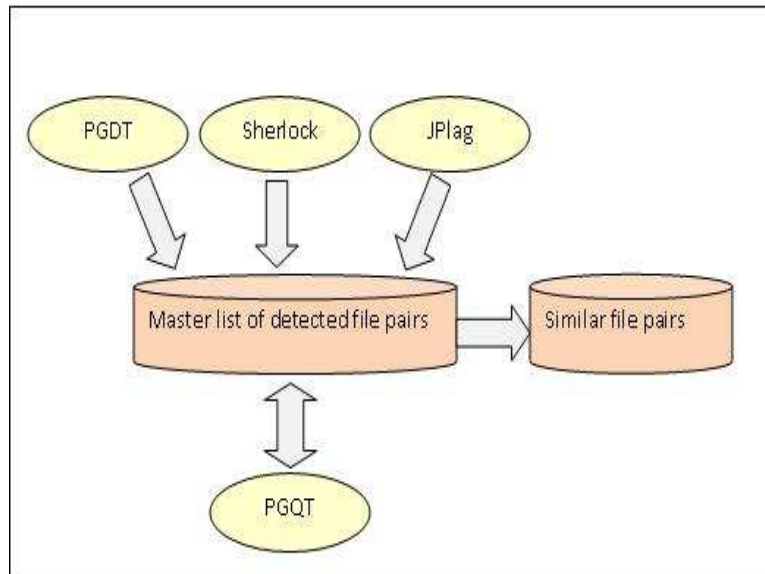 PGDT
Sherlock
JPlag
Master list of detected file pairs
Similar file pairs
PGQT